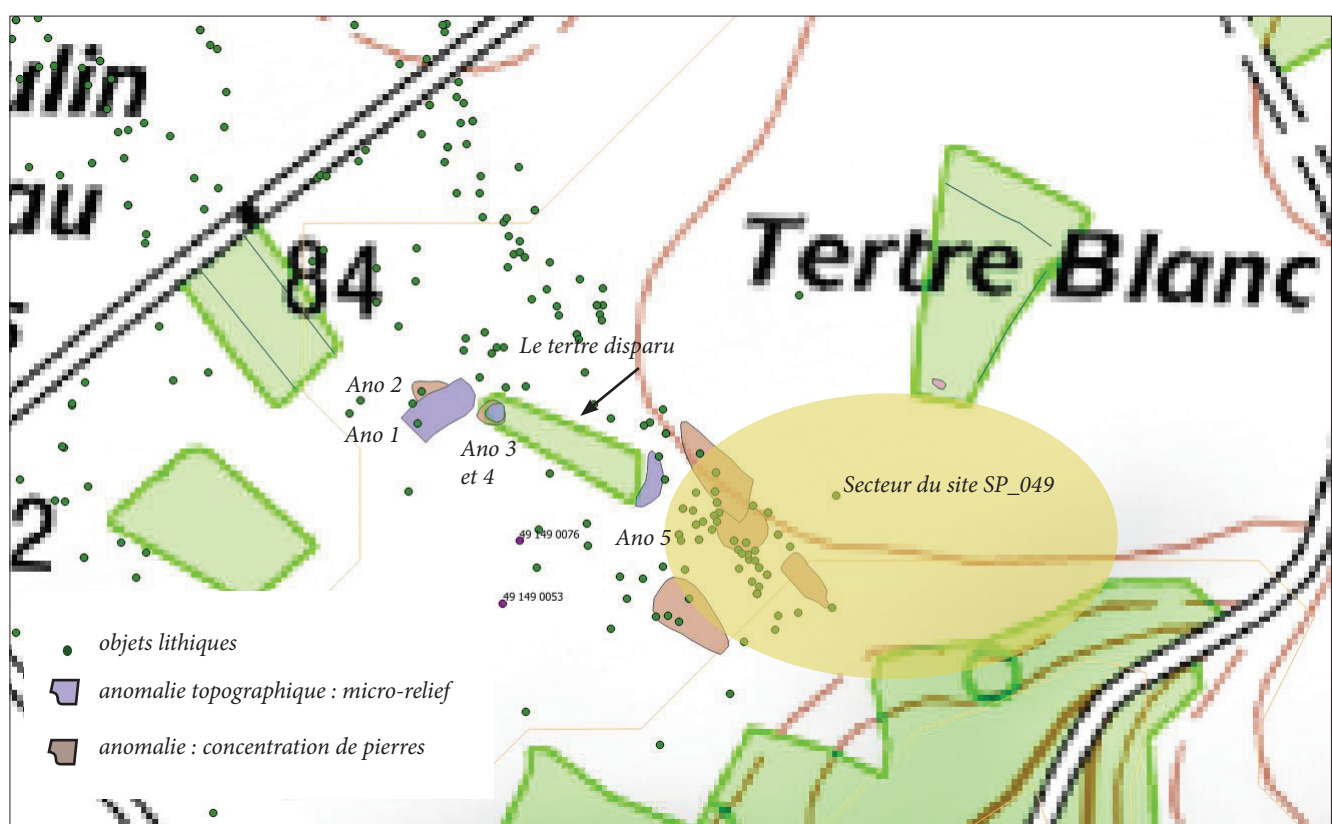 ulin
au
84
Tertre Blanc
Le tertre disparu
Ano 2
Ano 1
Ano 3
et 4
Secteur du site SP_049
49 149 0076
Ano 5
2
49 149 0053
objets lithiques
anomalie topographique : micro-relief
anomalie : concentration de pierres